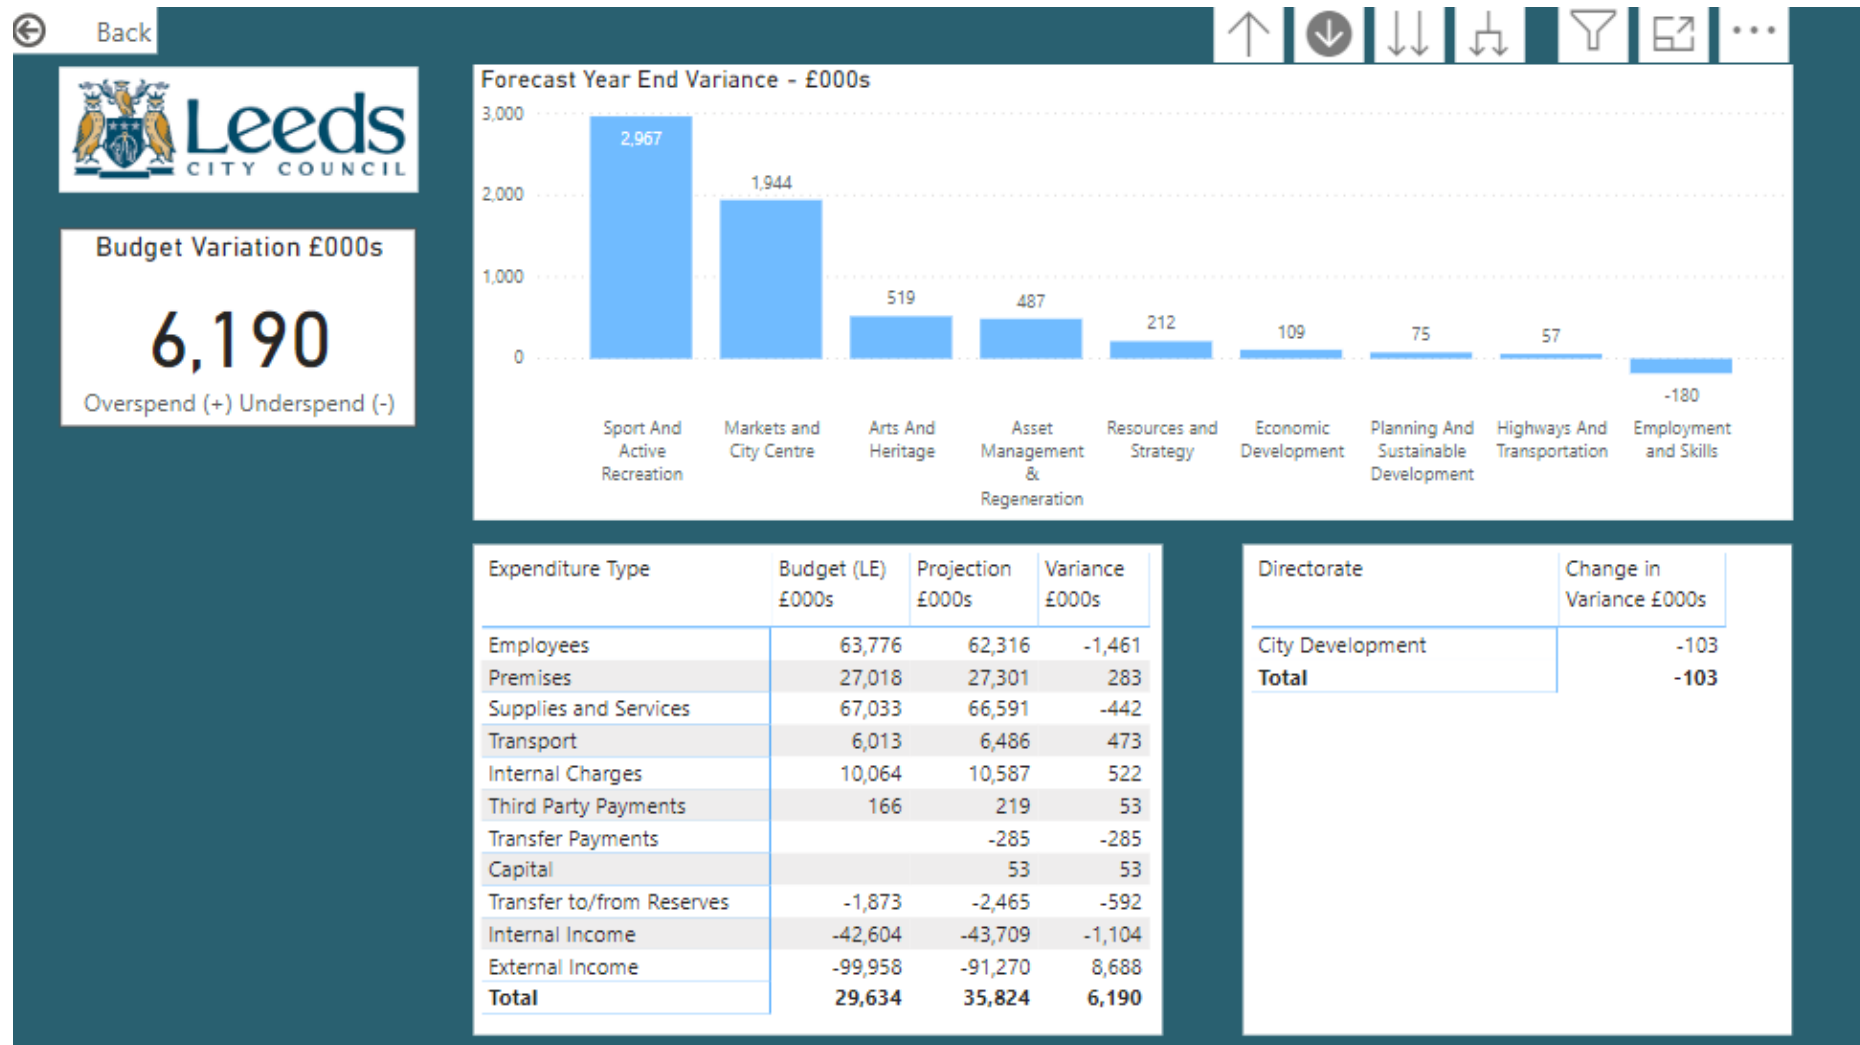 Back
Leeds
CITY COUNCIL
Budget Variation £000s
6,190
Overspend (+) Underspend (-)
Forecast Year End Variance - £000s
3,000
2,000
1,000
0
2,967
1,944
519
487
212
109
75
57
-180
Sport And
Active
Recreation
Markets and
City Centre
Arts And
Heritage
Asset
Management
&
Regeneration
Resources and
Strategy
Economic
Development
Planning And
Sustainable
Development
Highways And
Transportation
Employment
and Skills
Expenditure Type Budget (LE) £000s Projection £000s Variance £000s
Employees 63,776 62,316 -1,461
Premises 27,018 27,301 283
Supplies and Services 67,033 66,591 -442
Transport 6,013 6,486 473
Internal Charges 10,064 10,587 522
Third Party Payments 166 219 53
Transfer Payments -285 -285
Capital 53 53
Transfer to/from Reserves -1,873 -2,465 -592
Internal Income -42,604 -43,709 -1,104
External Income -99,958 -91,270 8,688
Total 29,634 35,824 6,190
Directorate Change in Variance £000s
City Development -103
Total -103